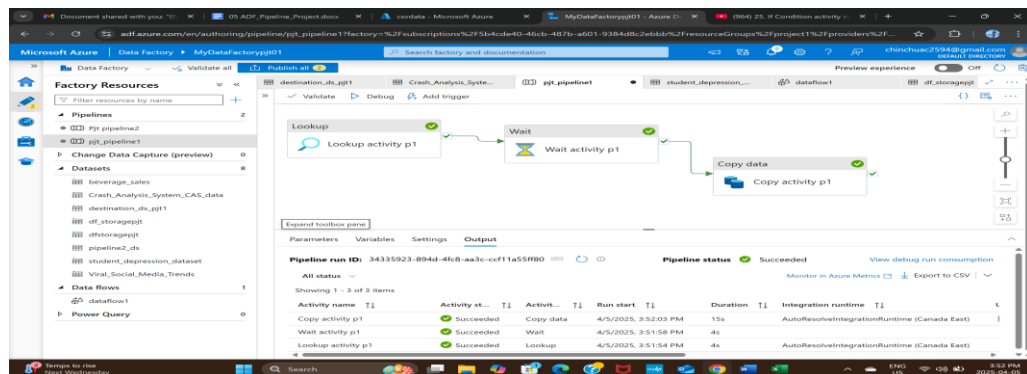 Document shared with you: "0 05 ADF_Pipeline_Project.docx csvdata - Microsoft Azure MyDataFactorypjt01 - Azure Da (964) 25. If Condition activity in
adf.azure.com/en/authoring/pipeline/pjt_pipeline1?factory=%2Fsubscriptions%2F5b4cde40-46cb-487b-a601-9384d8c2ebbb%2FresourceGroups%2Fproject1%2Fproviders%2F...
Microsoft Azure | Data Factory MyDataFactorypjt01 Search factory and documentation chinchuac2594@gmail.com
DEFAULT DIRECTORY
Data Factory Validate all Publish all 2 Preview experience Off
Factory Resources
destination_ds_pjt1 Crash_Analysis_Syste... pjt_pipeline1 student_depression_... dataflow1 df_storagepjt
Filter resources by name
Validate Debug Add trigger
Pipelines 2
Pjt pipeline2
pjt_pipeline1
Change Data Capture (preview) 0
Datasets 8
beverage_sales
Crash_Analysis_System_CAS_data
destination_ds_pjt1
df_storagepjt
dfstoragepjt
pipeline2_ds
student_depression_dataset
Viral_Social_Media_Trends
Data flows 1
dataflow1
Power Query 0
Lookup
Lookup activity p1
Wait
Wait activity p1
Copy data
Copy activity p1
Expand toolbox pane
Parameters Variables Settings Output
Pipeline run ID: 34335923-894d-4fc8-aa3c-ccf11a55ff80 Pipeline status Succeeded View debug run consumption
All status Monitor in Azure Metrics Export to CSV
Showing 1 - 3 of 3 items
Activity name Activity st... Activit... Run start Duration Integration runtime
Copy activity p1 Succeeded Copy data 4/5/2025, 3:52:03 PM 15s AutoResolveIntegrationRuntime (Canada East)
Wait activity p1 Succeeded Wait 4/5/2025, 3:51:58 PM 4s
Lookup activity p1 Succeeded Lookup 4/5/2025, 3:51:54 PM 4s AutoResolveIntegrationRuntime (Canada East)
Temps to rise
Next Wednesday
Search
ENG
US
3:52 PM
2025-04-05